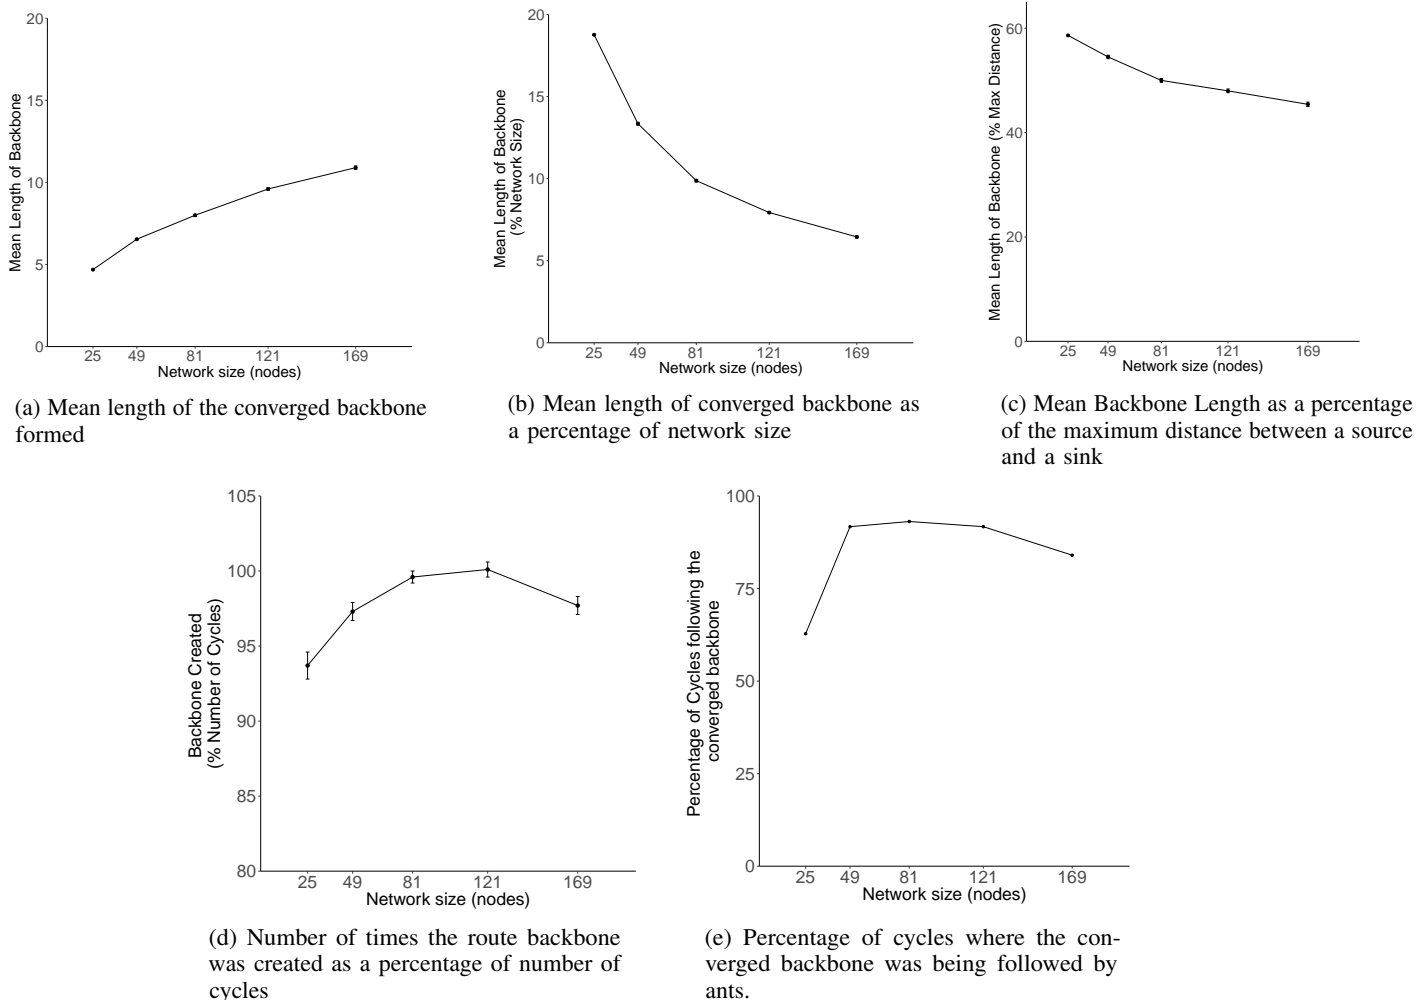 Mean Length of Backbone
20
15
10
5
0
25 49 81 121 169
Network size (nodes)
(a) Mean length of the converged backbone
formed
Mean Length of Backbone
(% Network Size)
20
15
10
5
0
25 49 81 121 169
Network size (nodes)
(b) Mean length of converged backbone as
a percentage of network size
Mean Length of Backbone (% Max Distance)
60
40
20
0
25 49 81 121 169
Network size (nodes)
(c) Mean Backbone Length as a percentage
of the maximum distance between a source
and a sink
Backbone Created
(% Number of Cycles)
105
100
95
90
85
80
25 49 81 121 169
Network size (nodes)
(d) Number of times the route backbone
was created as a percentage of number of
cycles
Percentage of Cycles following the
converged backbone
100
75
50
25
0
25 49 81 121 169
Network size (nodes)
(e) Percentage of cycles where the con-
verged backbone was being followed by
ants.